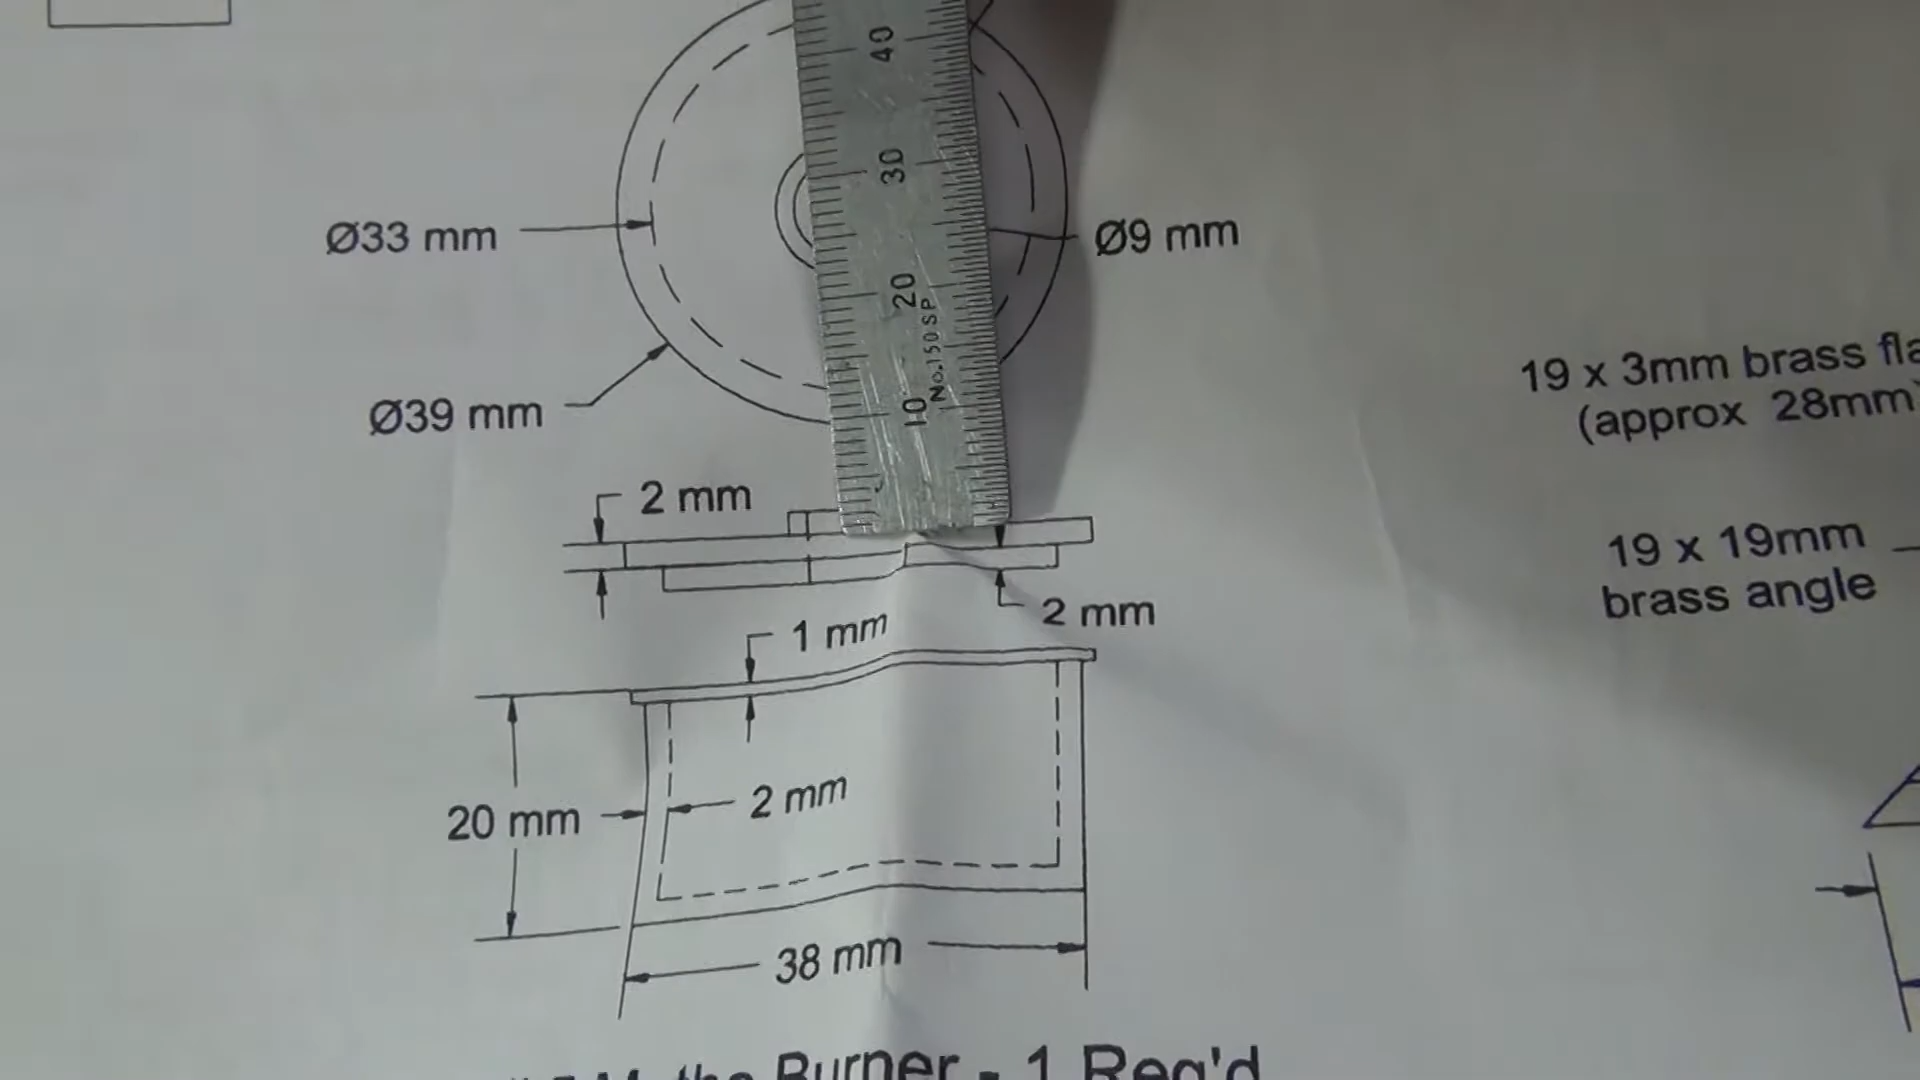 40
30
20
10
No.150SP
Ø33 mm
Ø9 mm
Ø39 mm
19 x 3mm brass
(approx 28mm
2 mm
19 x 19mm
brass angle
2 mm
1 mm
2 mm
20 mm
38 mm
the Burner - 1 Req'd